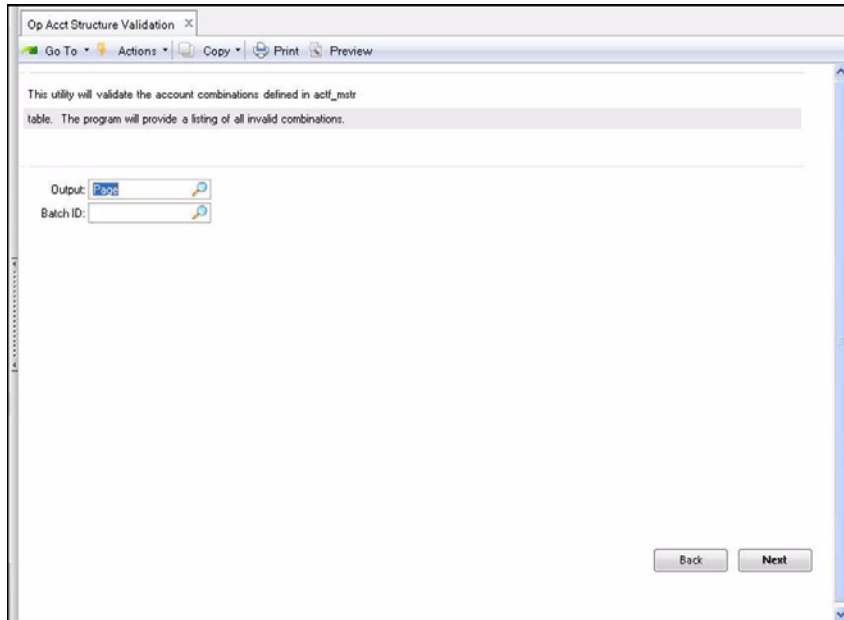 Op Acct Structure Validation
Go To Actions Copy Print Preview
This utility will validate the account combinations defined in actf_mstr
table. The program will provide a listing of all invalid combinations.
Output: Page
Batch ID:
Back Next